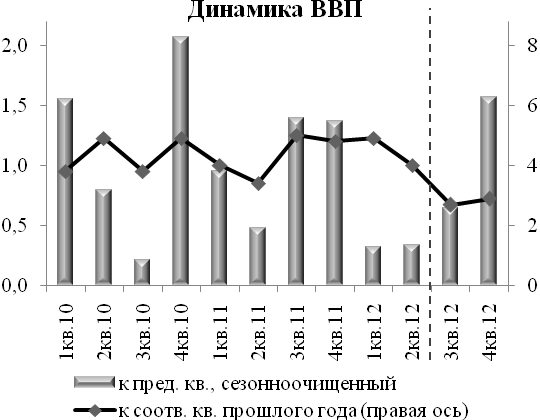 Динамика ВВП
2,0
8
1,5
6
1,0
4
0,5
2
0,0
0
1кв.10
2кв.10
3кв.10
4кв.10
1кв.11
2кв.11
3кв.11
4кв.11
1кв.12
2кв.12
3кв.12
4кв.12
к пред. кв., сезонноочищенный
к соотв. кв. прошлого года (правая ось)